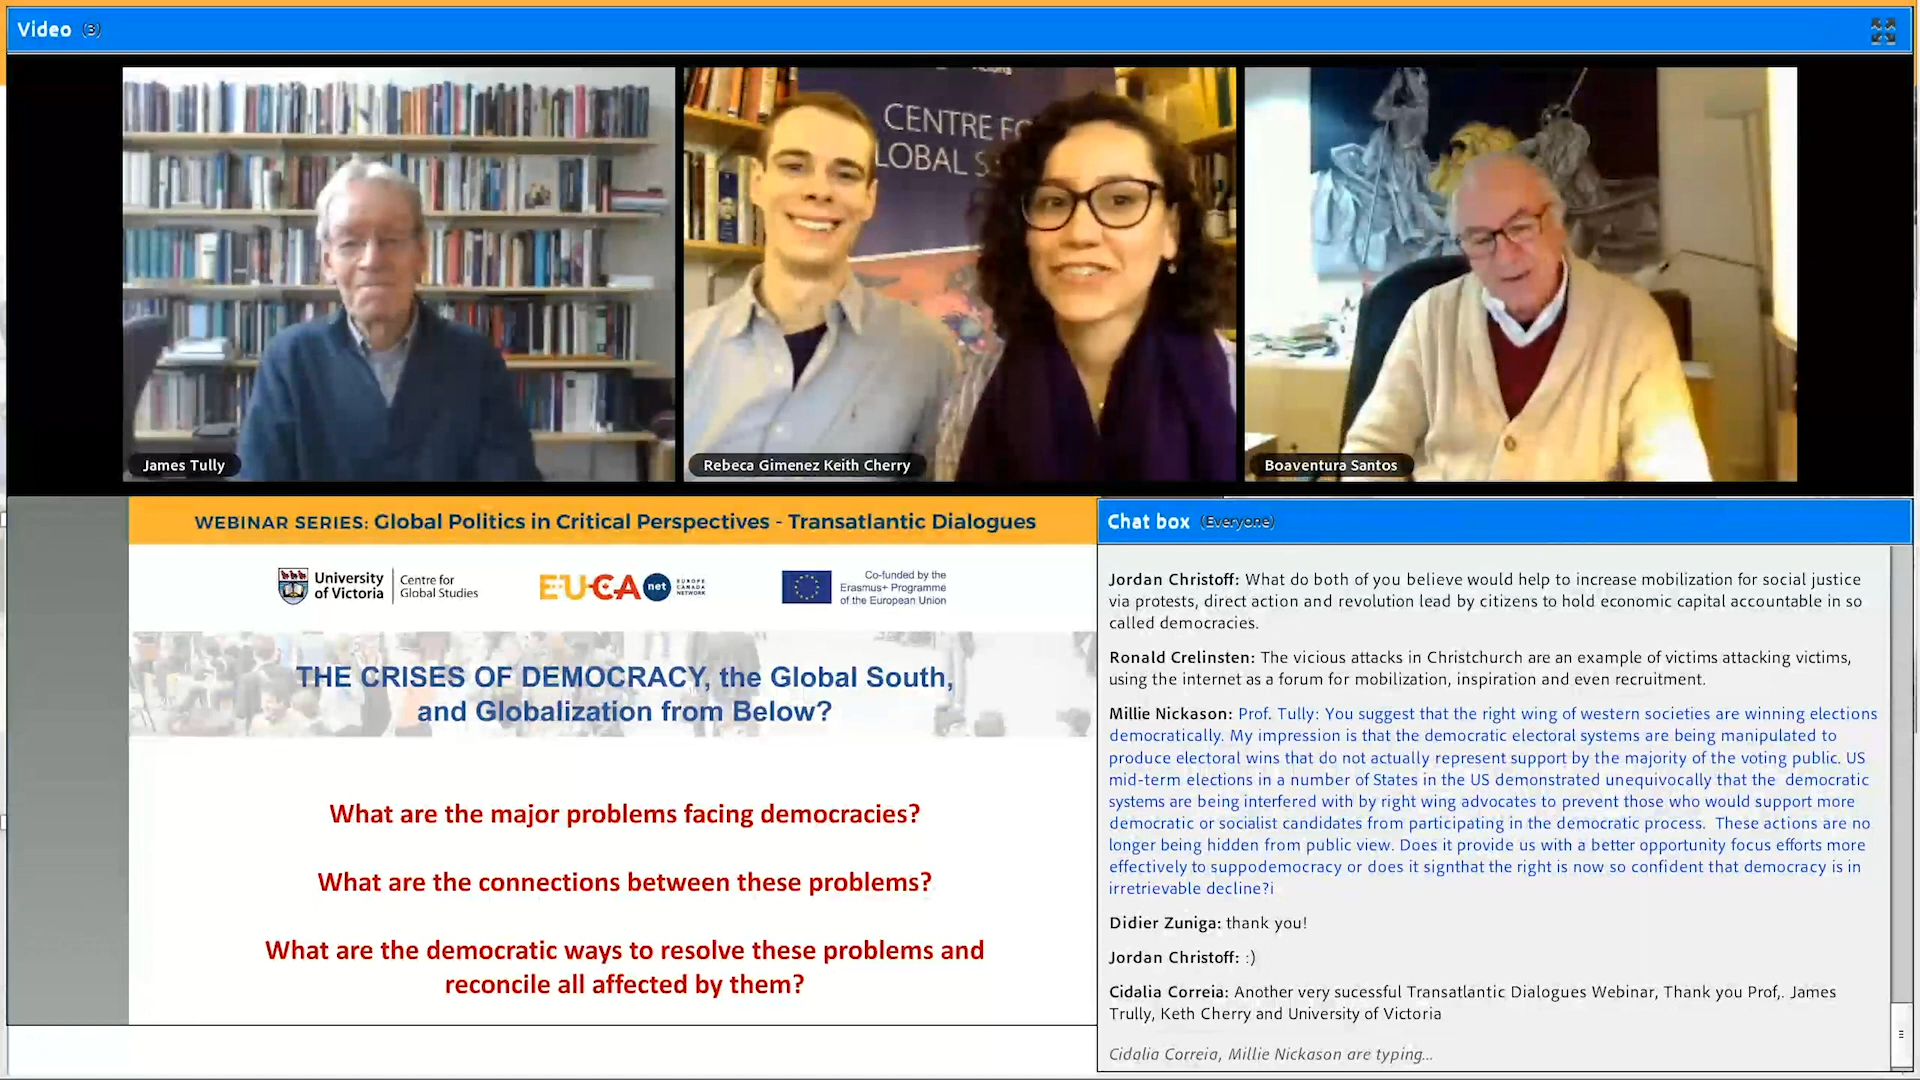 Video (3)
CENTRE FO
LOBAL S
James Tully
Rebeca Gimenez Keith Cherry
Boaventura Santos
WEBINAR SERIES: Global Politics in Critical Perspectives - Transatlantic Dialogues
University
of Victoria
Centre for
Global Studies
EUCA net
EUROPE
CANADA
NETWORK
Co-funded by the
Erasmus+ Programme
of the European Union
THE CRISES OF DEMOCRACY, the Global South,
and Globalization from Below?
What are the major problems facing democracies?
What are the connections between these problems?
What are the democratic ways to resolve these problems and
reconcile all affected by them?
Chat box (Everyone)
Jordan Christoff: What do both of you believe would help to increase mobilization for social justice
via protests, direct action and revolution lead by citizens to hold economic capital accountable in so
called democracies.
Ronald Crelinsten: The vicious attacks in Christchurch are an example of victims attacking victims,
using the internet as a forum for mobilization, inspiration and even recruitment.
Millie Nickason: Prof. Tully: You suggest that the right wing of western societies are winning elections
democratically. My impression is that the democratic electoral systems are being manipulated to
produce electoral wins that do not actually represent support by the majority of the voting public. US
mid-term elections in a number of States in the US demonstrated unequivocally that the democratic
systems are being interfered with by right wing advocates to prevent those who would support more
democratic or socialist candidates from participating in the democratic process. These actions are no
longer being hidden from public view. Does it provide us with a better opportunity focus efforts more
effectively to suppodemocracy or does it signthat the right is now so confident that democracy is in
irretrievable decline?i
Didier Zuniga: thank you!
Jordan Christoff: :)
Cidalia Correia: Another very sucessful Transatlantic Dialogues Webinar, Thank you Prof,. James
Trully, Keth Cherry and University of Victoria
Cidalia Correia, Millie Nickason are typing...